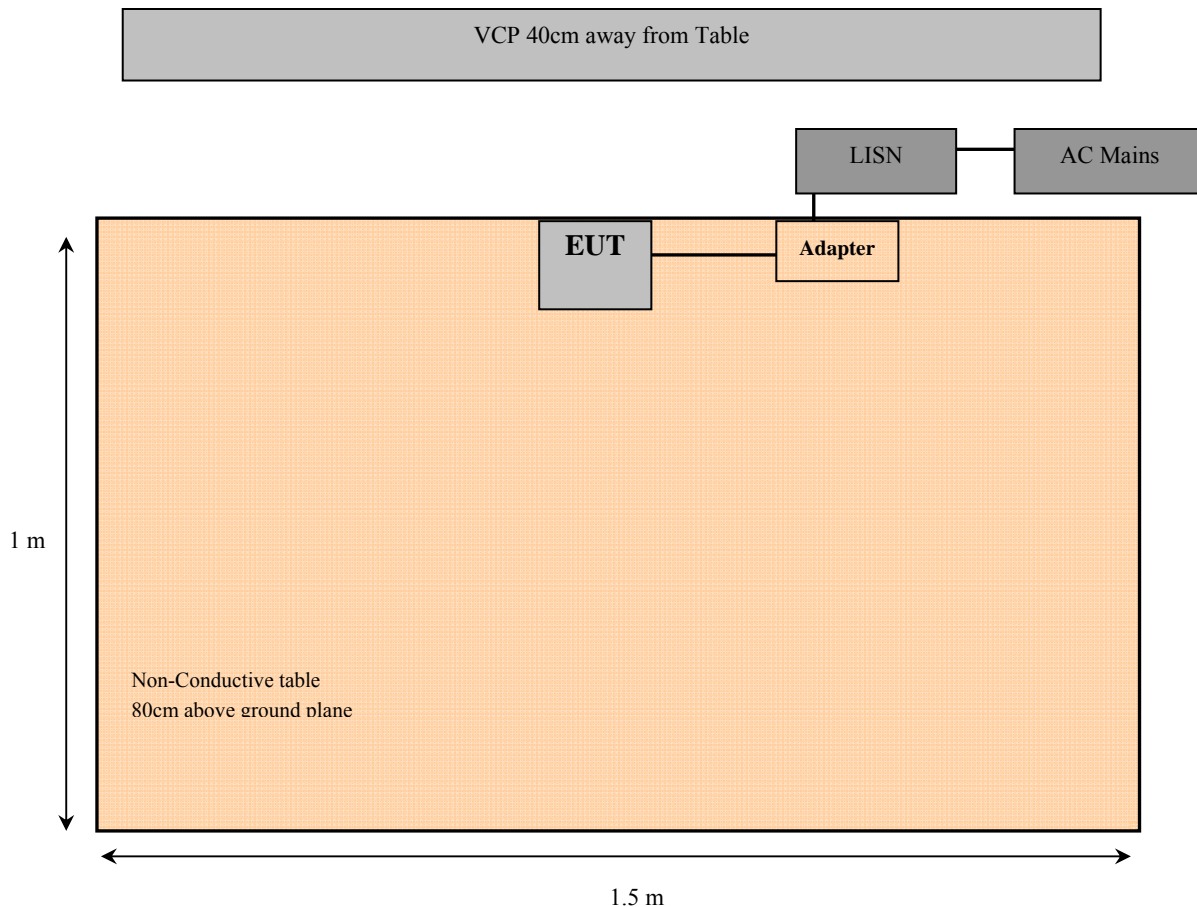 VCP 40cm away from Table
LISN
AC Mains
EUT
Adapter
1 m
Non-Conductive table
80cm above ground plane
1.5 m